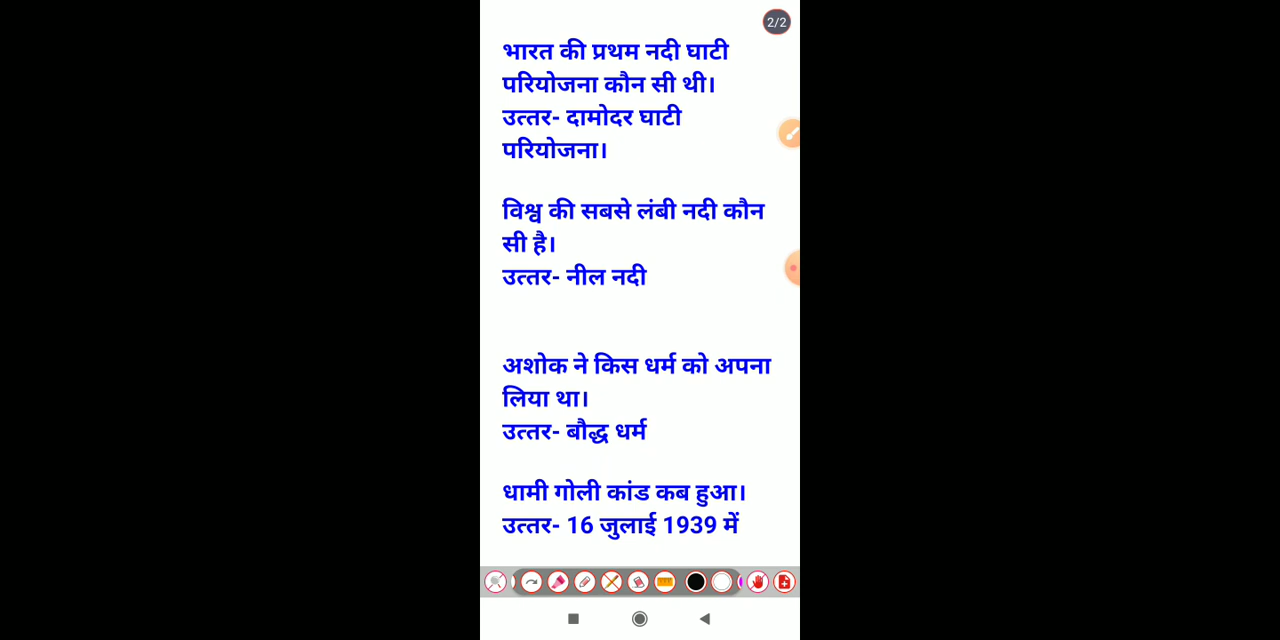 2/2
भारत की प्रथम नदी घाटी
परियोजना कौन सी थी।
उत्तर- दामोदर घाटी
परियोजना।
विश्व की सबसे लंबी नदी कौन
सी है।
उत्तर- नील नदी
अशोक ने किस धर्म को अपना
लिया था।
उत्तर- बौद्ध धर्म
धामी गोली कांड कब हुआ।
उत्तर- 16 जुलाई 1939 में